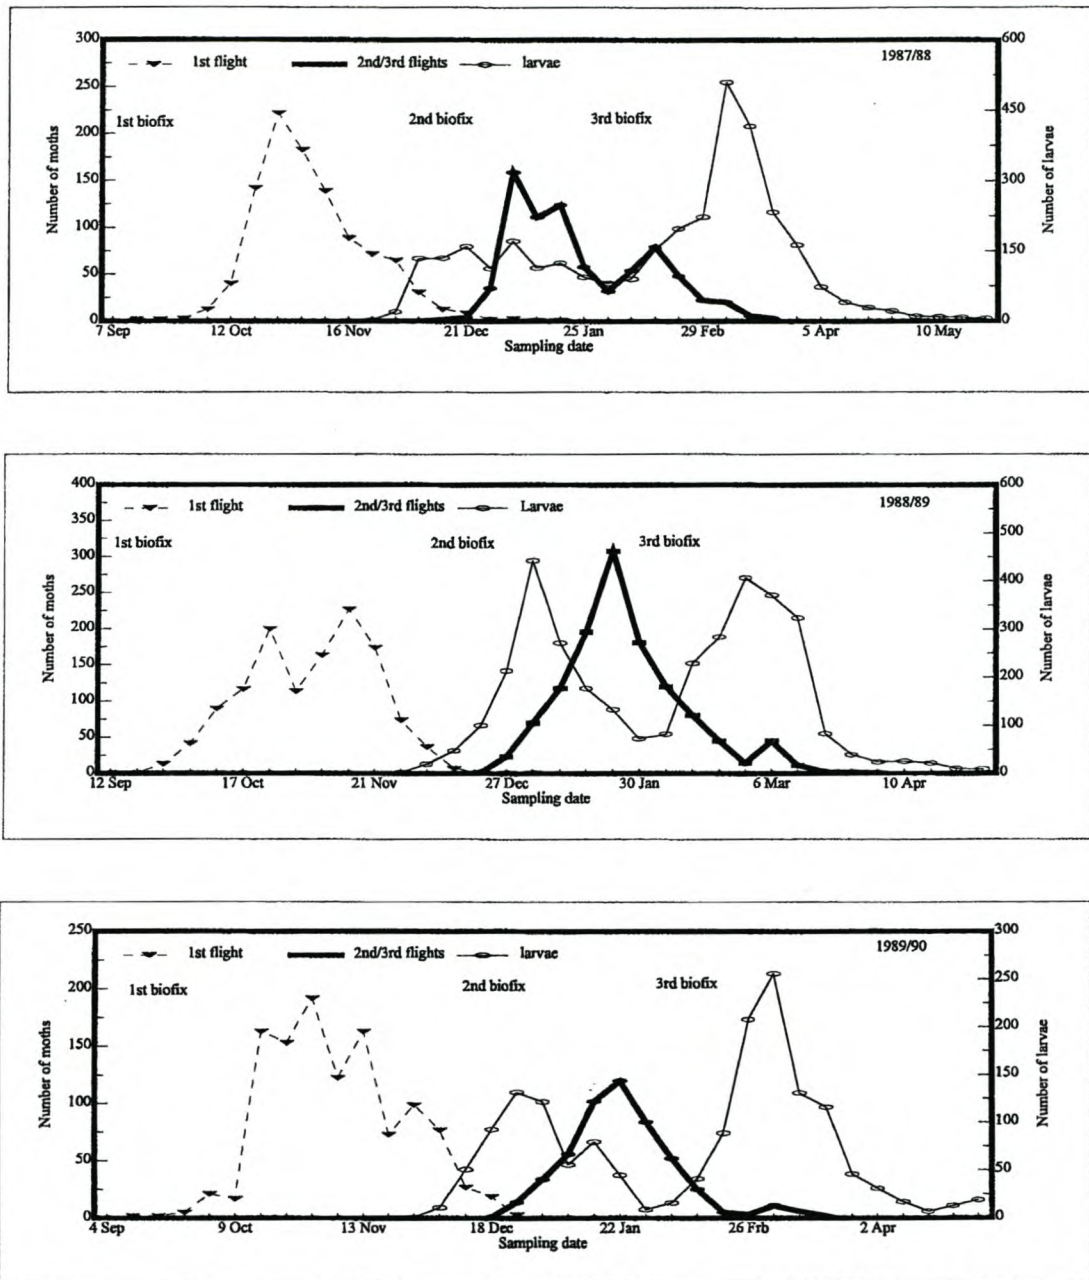 300
600
1st flight
2nd/3rd flights
larvae
1987/88
250
200
450
1st biofix
2nd biofix
3rd biofix
Number of moths
150
300
Number of larvae
100
150
50
0
0
7 Sep
12 Oct
16 Nov
21 Dec
25 Jan
29 Feb
5 Apr
10 May
Sampling date
400
600
1st flight
2nd/3rd flights
Larvae
1988/89
350
500
1st biofix
2nd biofix
3rd biofix
300
400
250
Number of moths
200
300
Number of larvae
150
200
100
100
50
0
0
12 Sep
17 Oct
21 Nov
27 Dec
30 Jan
6 Mar
10 Apr
Sampling date
250
300
1st flight
2nd/3rd flights
larvae
1989/90
250
200
1st biofix
2nd biofix
3rd biofix
200
Number of moths
150
150
Number of larvae
100
100
50
50
0
0
4 Sep
9 Oct
13 Nov
18 Dec
22 Jan
26 Frb
2 Apr
Sampling date